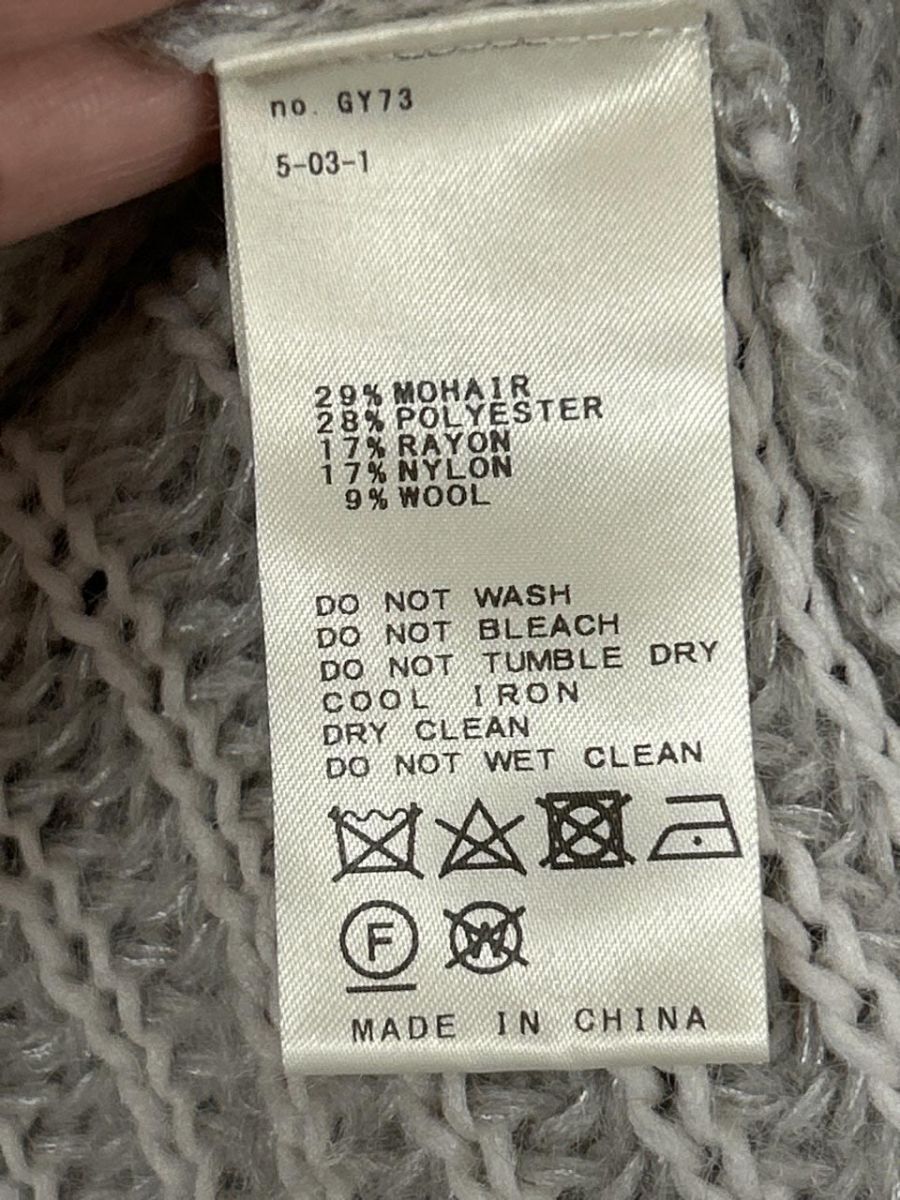 no. GY73
5-03-1
29% MOHAIR
28% POLYESTER
17% RAYON
17% NYLON
9% WOOL
DO NOT WASH
DO NOT BLEACH
DO NOT TUMBLE DRY
COOL IRON
DRY CLEAN
DO NOT WET CLEAN
F W
MADE IN CHINA